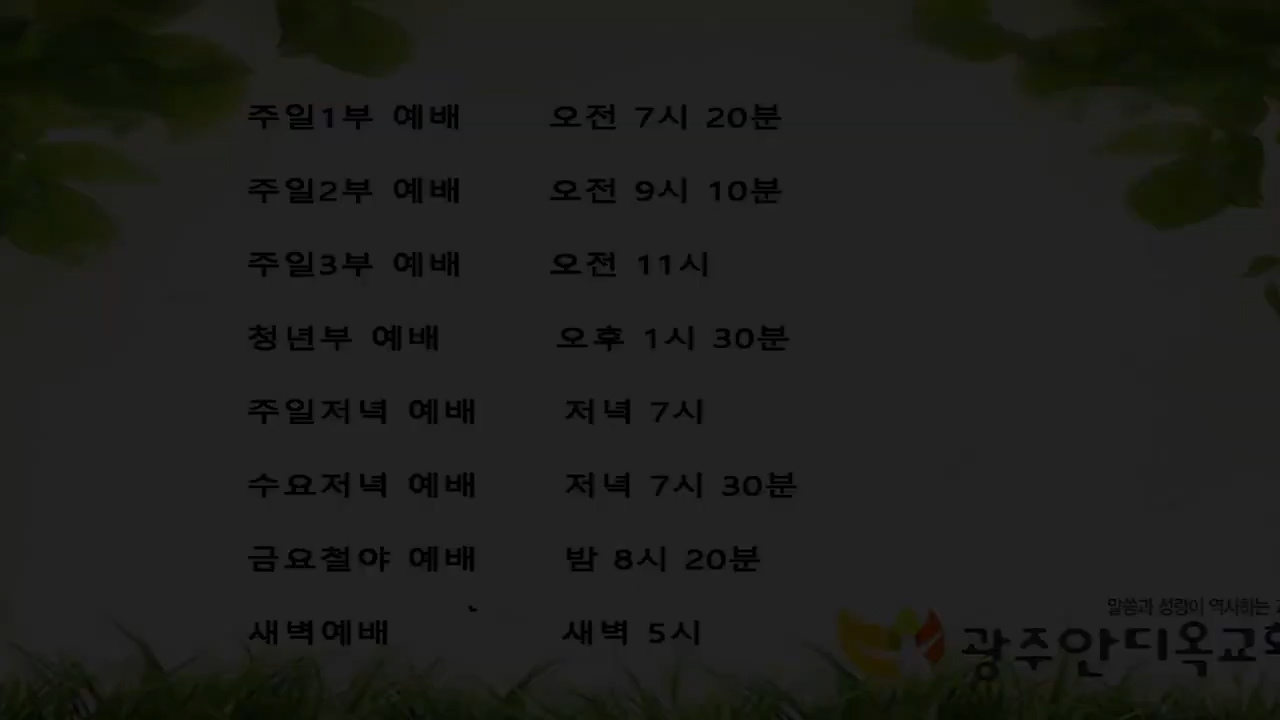 주일1부 예배 오전 7시 20분
주일2부 예배 오전 9시 10분
주일3부 예배 오전 11시
청년부 예배 오후 1시 30분
주일저녁 예배 저녁 7시
수요저녁 예배 저녁 7시 30분
금요철야 예배 밤 8시 20분
새벽예배 새벽 5시
말씀과 성령이 역사하는
광주안디옥교회